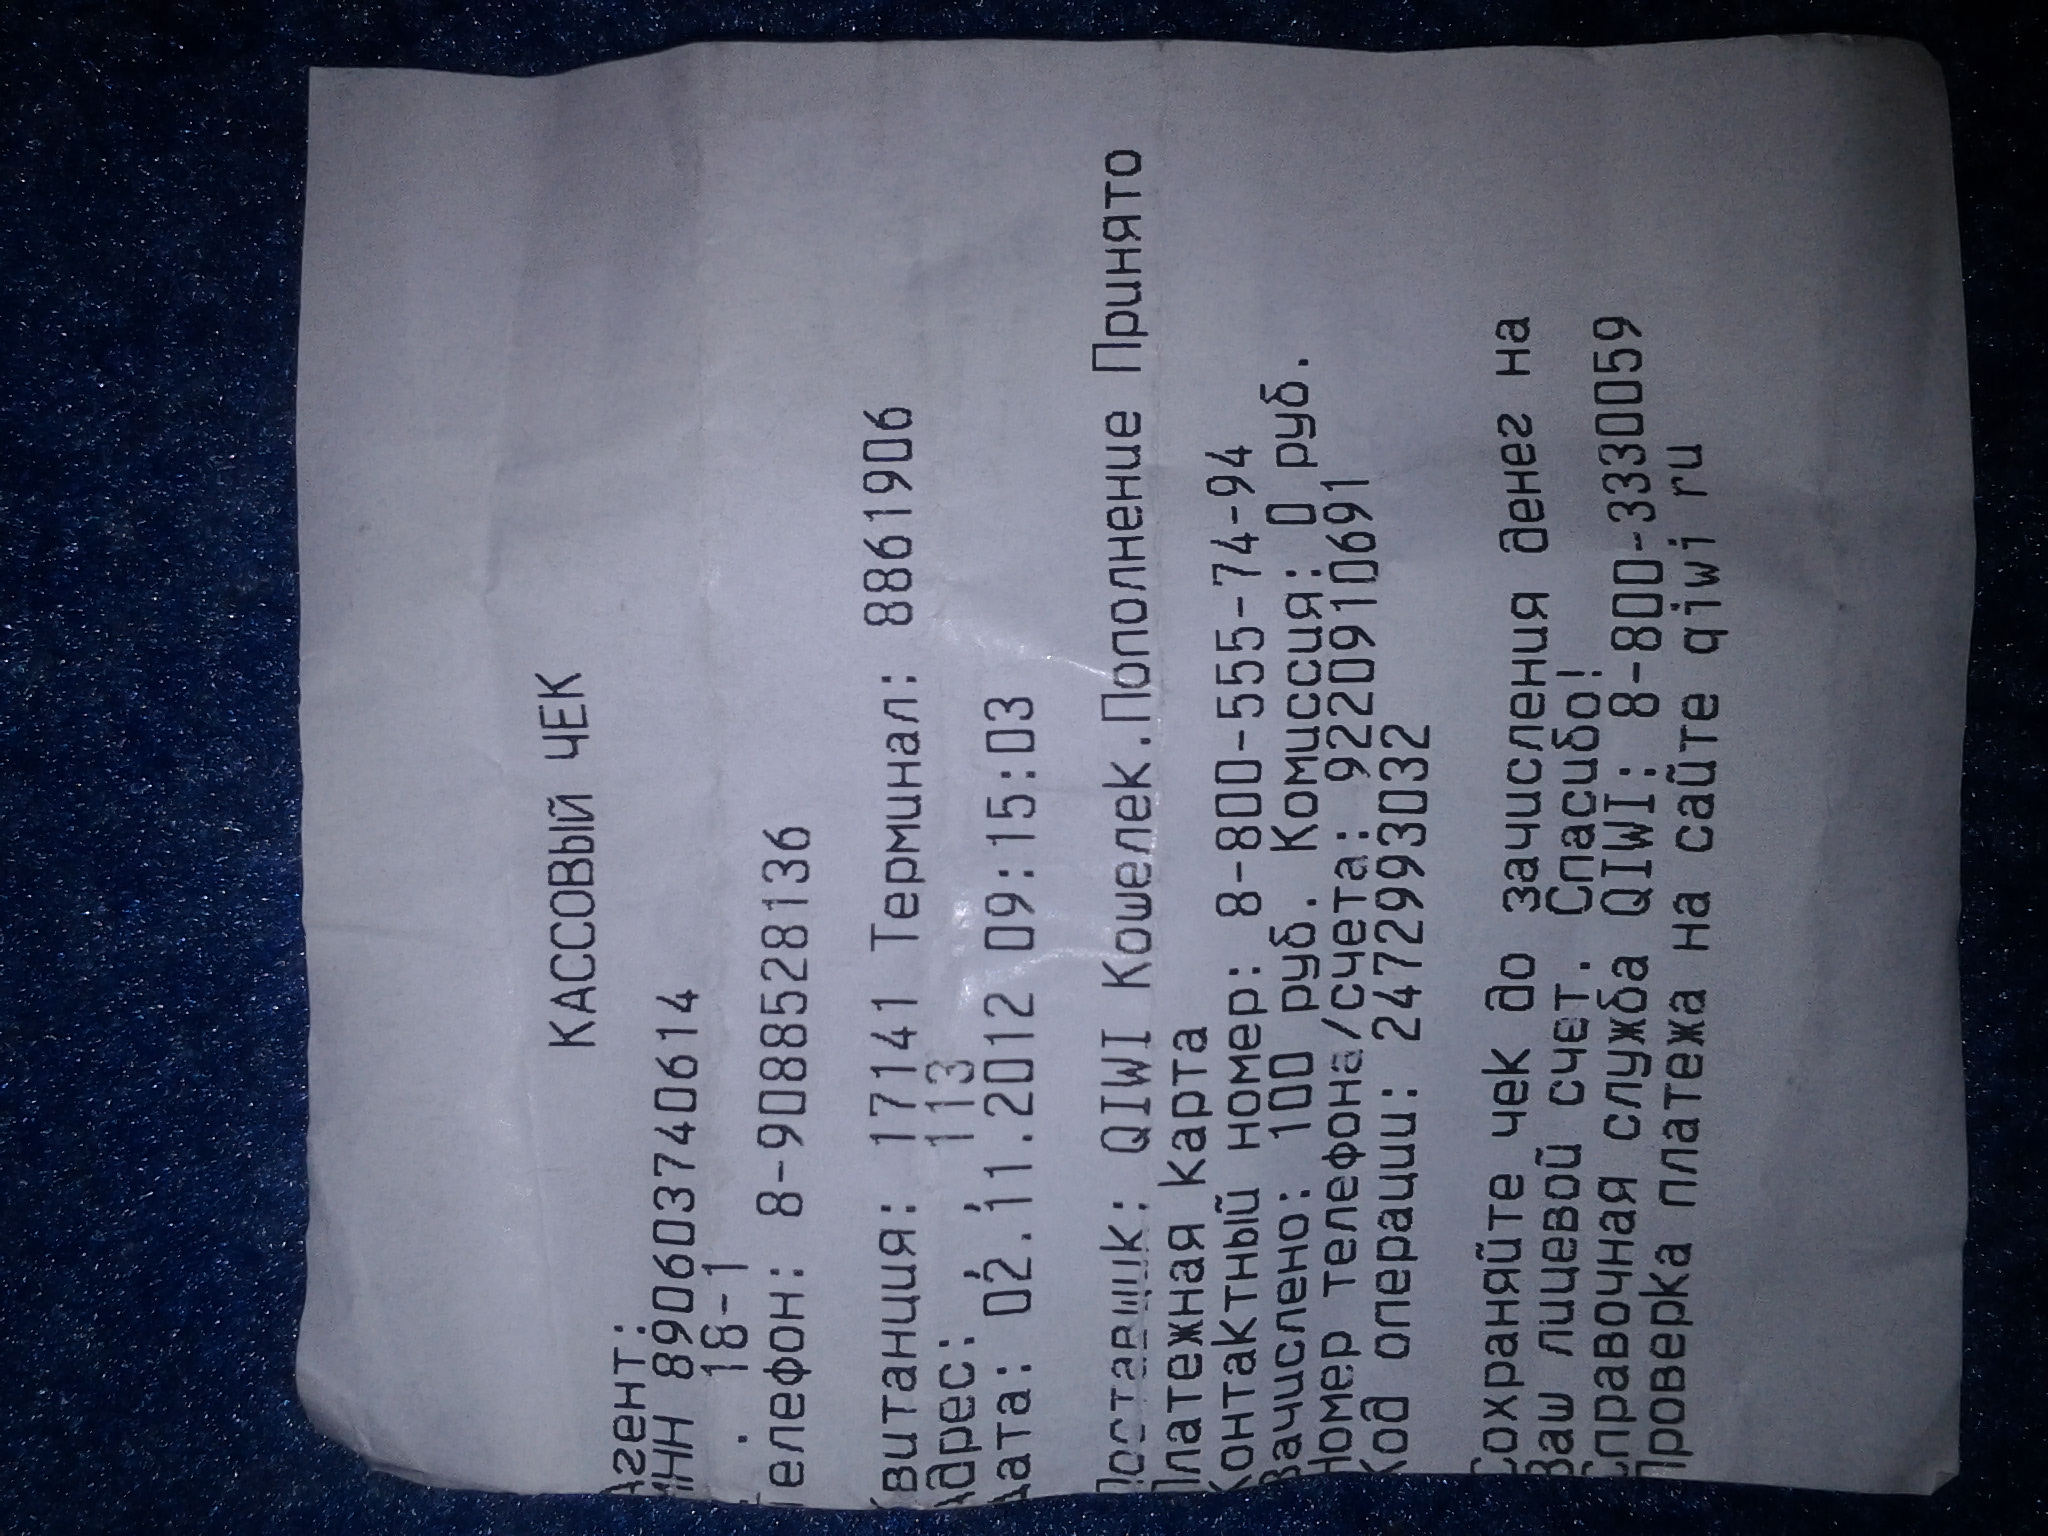 КАССОВЫЙ ЧЕК
Агент:
ИНН 890603740614
18-1
Телефон: 8-9088528136
Квитанция: 17141 Терминал: 8861906
Адрес: 113
Дата: 02.11.2012 09:15:03
Поставщик: QIWI Кошелек.Пополнение Принято
Платежная карта
Контактный номер: 8-800-555-74-94
Зачислено: 100 руб. Комиссия: 0 руб.
Номер телефона/счета: 9220910691
Код операции: 2472993032
Сохраняйте чек до зачисления денег на
Ваш лицевой счет. Спасибо!
Справочная служба QIWI: 8-800-3330059
Проверка платежа на сайте qiwi ru